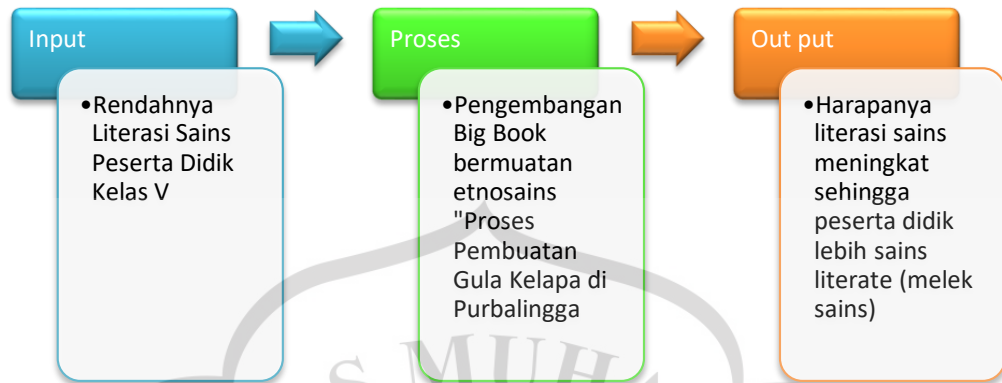 Input
•Rendahnya
Literasi Sains
Peserta Didik
Kelas V
Proses
•Pengembangan
Big Book
bermuatan
etnosains
"Proses
Pembuatan
Gula Kelapa di
Purbalingga
Out put
•Harapanya
literasi sains
meningkat
sehingga
peserta didik
lebih sains
literate (melek
sains)
S MUH